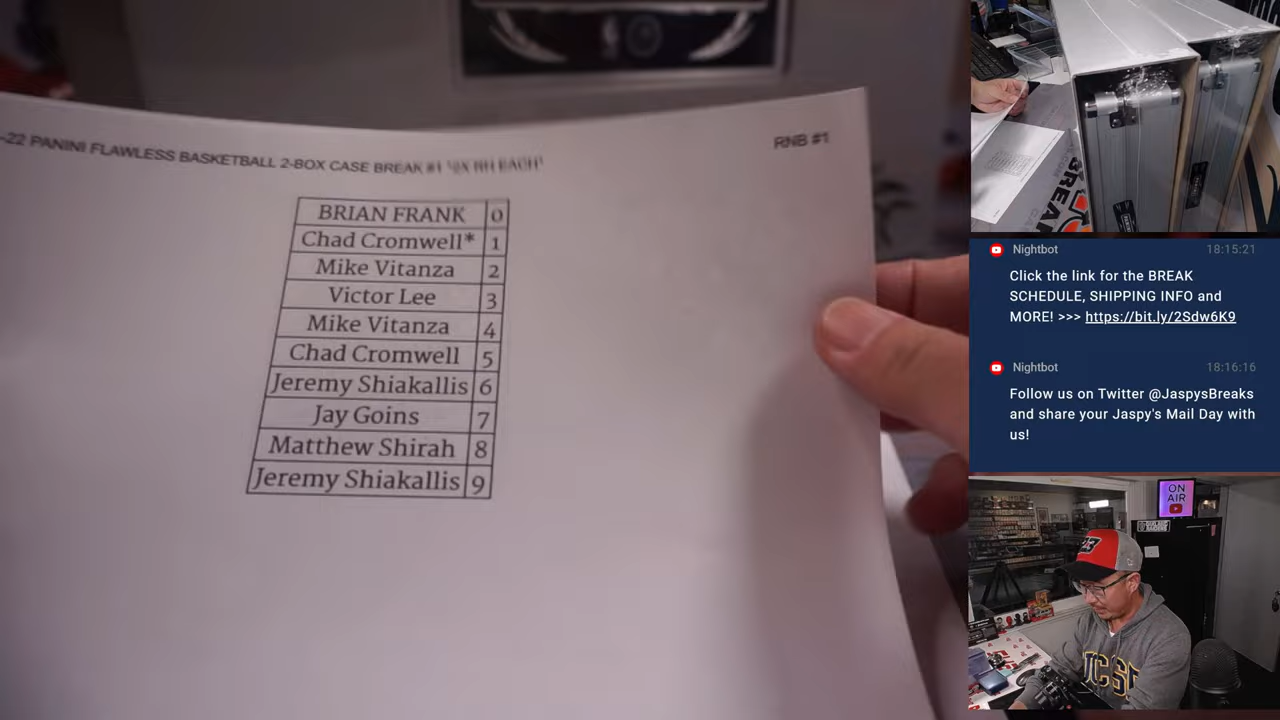 -22 PANINI FLAWLESS BASKETBALL 2-BOX CASE BREAK #1
RNB #1
BRIAN FRANK 0
Chad Cromwell* 1
Mike Vitanza 2
Victor Lee 3
Mike Vitanza 4
Chad Cromwell 5
Jeremy Shiakallis 6
Jay Goins 7
Matthew Shirah 8
Jeremy Shiakallis 9
Nightbot 18:15:21
Click the link for the BREAK
SCHEDULE, SHIPPING INFO and
MORE! >>> https://bit.ly/2Sdw6K9
Nightbot 18:16:16
Follow us on Twitter @JaspysBreaks
and share your Jaspy's Mail Day with
us!
ON
AIR
23
UCSF
BREAK